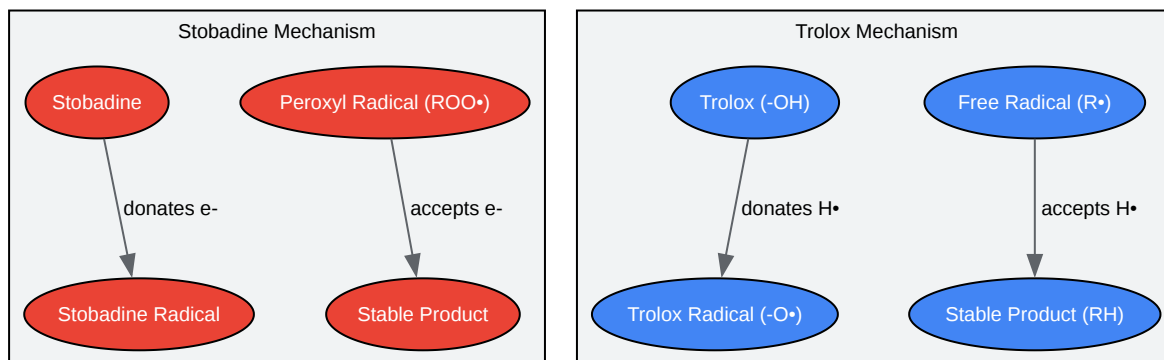 Stobadine Mechanism
Stobadine
Peroxyl Radical (ROO•)
donates e-
accepts e-
Stobadine Radical
Stable Product
Trolox Mechanism
Trolox (-OH)
Free Radical (R•)
donates H•
accepts H•
Trolox Radical (-O•)
Stable Product (RH)